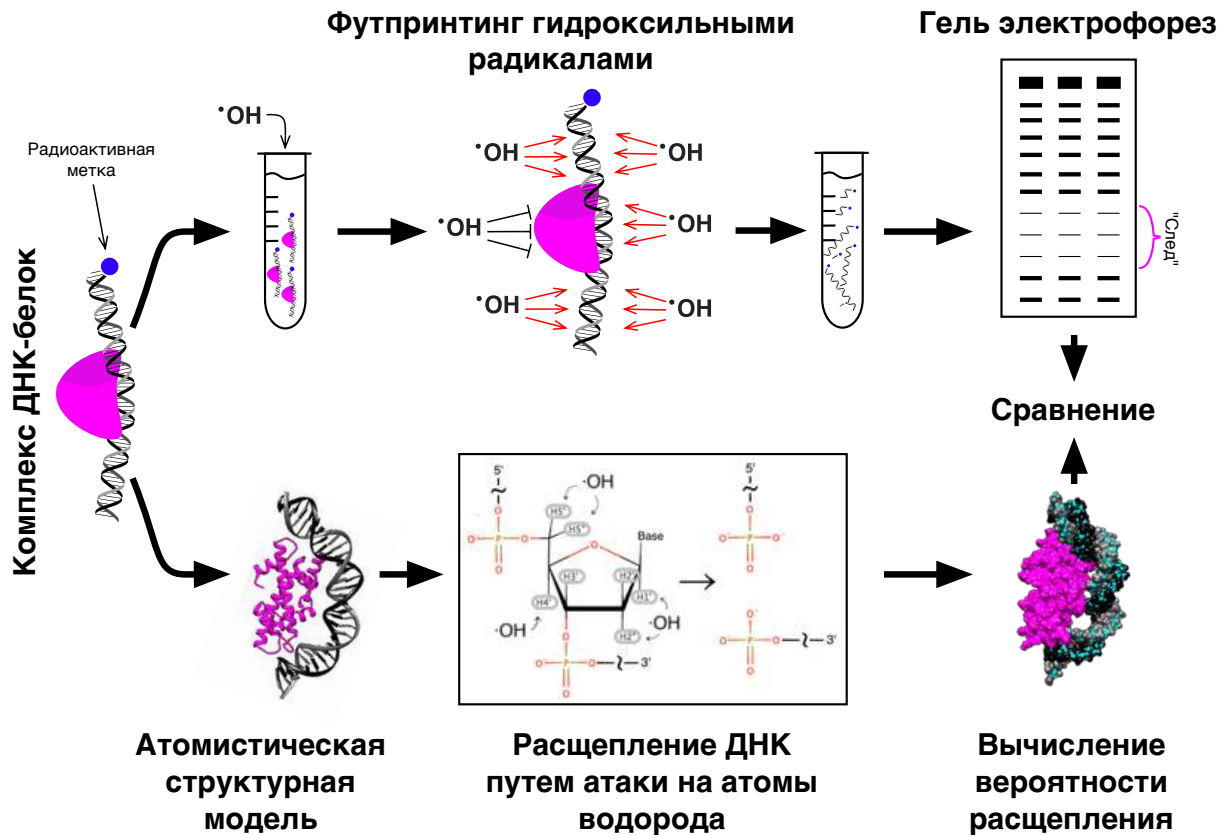 Футпринтинг гидроксильными
радикалами
Гель электрофорез
Радиоактивная
метка
•OH
•OH
•OH
•OH
•OH
•OH
•OH
"След"
Комплекс ДНК-белок
Сравнение
5'
·OH
H5'
H5"
O⁻
P
O
O
O⁻
O
Base
H3'
H2'
H4'
H1'
·OH
·OH
H2"
O
O⁻
P
O
O⁻
3'
5'
O
O⁻
P
O⁻
O
O⁻
O⁻
P
O
O
3'
Атомистическая
структурная
модель
Расщепление ДНК
путем атаки на атомы
водорода
Вычисление
вероятности
расщепления